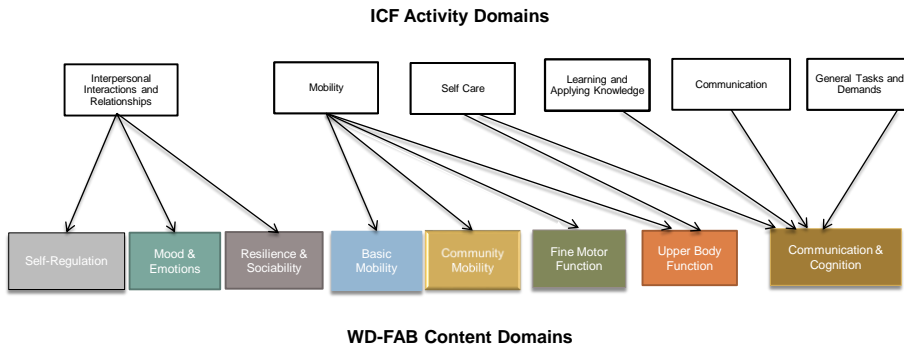 ICF Activity Domains
Interpersonal
Interactions and
Relationships
Mobility
Self Care
Learning and
Applying Knowledge
Communication
General Tasks and
Demands
Self-Regulation
Mood &
Emotions
Resilience &
Sociability
Basic
Mobility
Community
Mobility
Fine Motor
Function
Upper Body
Function
Communication &
Cognition
WD-FAB Content Domains